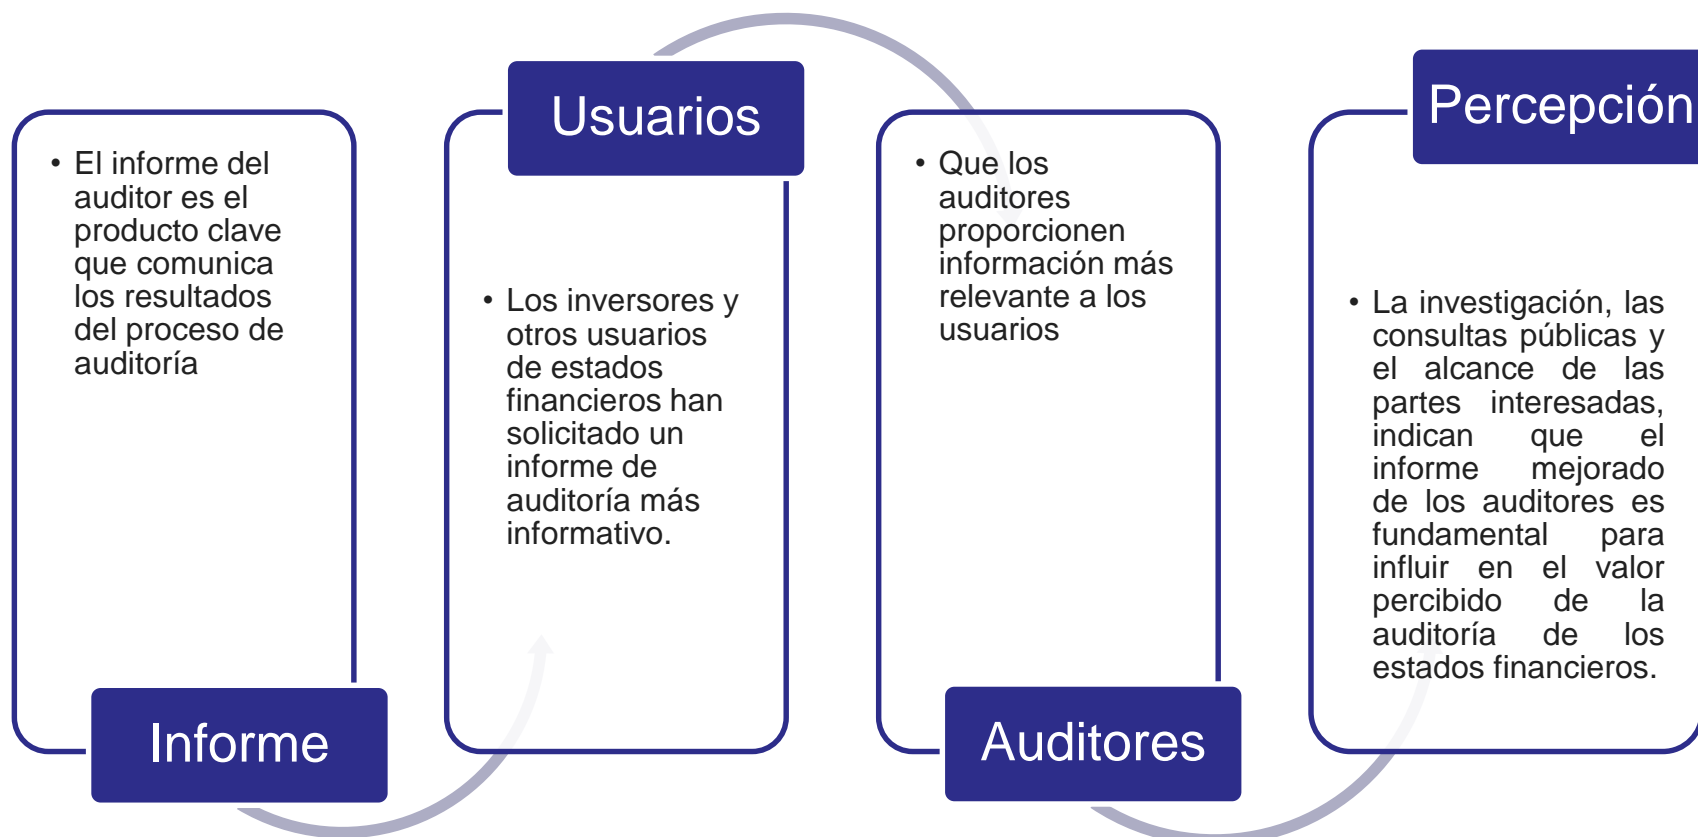 • El informe del
auditor es el
producto clave
que comunica
los resultados
del proceso de
auditoría
Informe
Usuarios
• Los inversores y
otros usuarios
de estados
financieros han
solicitado un
informe de
auditoría más
informativo.
• Que los
auditores
proporcionen
información más
relevante a los
usuarios
Auditores
Percepción
• La investigación, las
consultas públicas y
el alcance de las
partes interesadas,
indican que el
informe mejorado
de los auditores es
fundamental para
influir en el valor
percibido de la
auditoría de los
estados financieros.